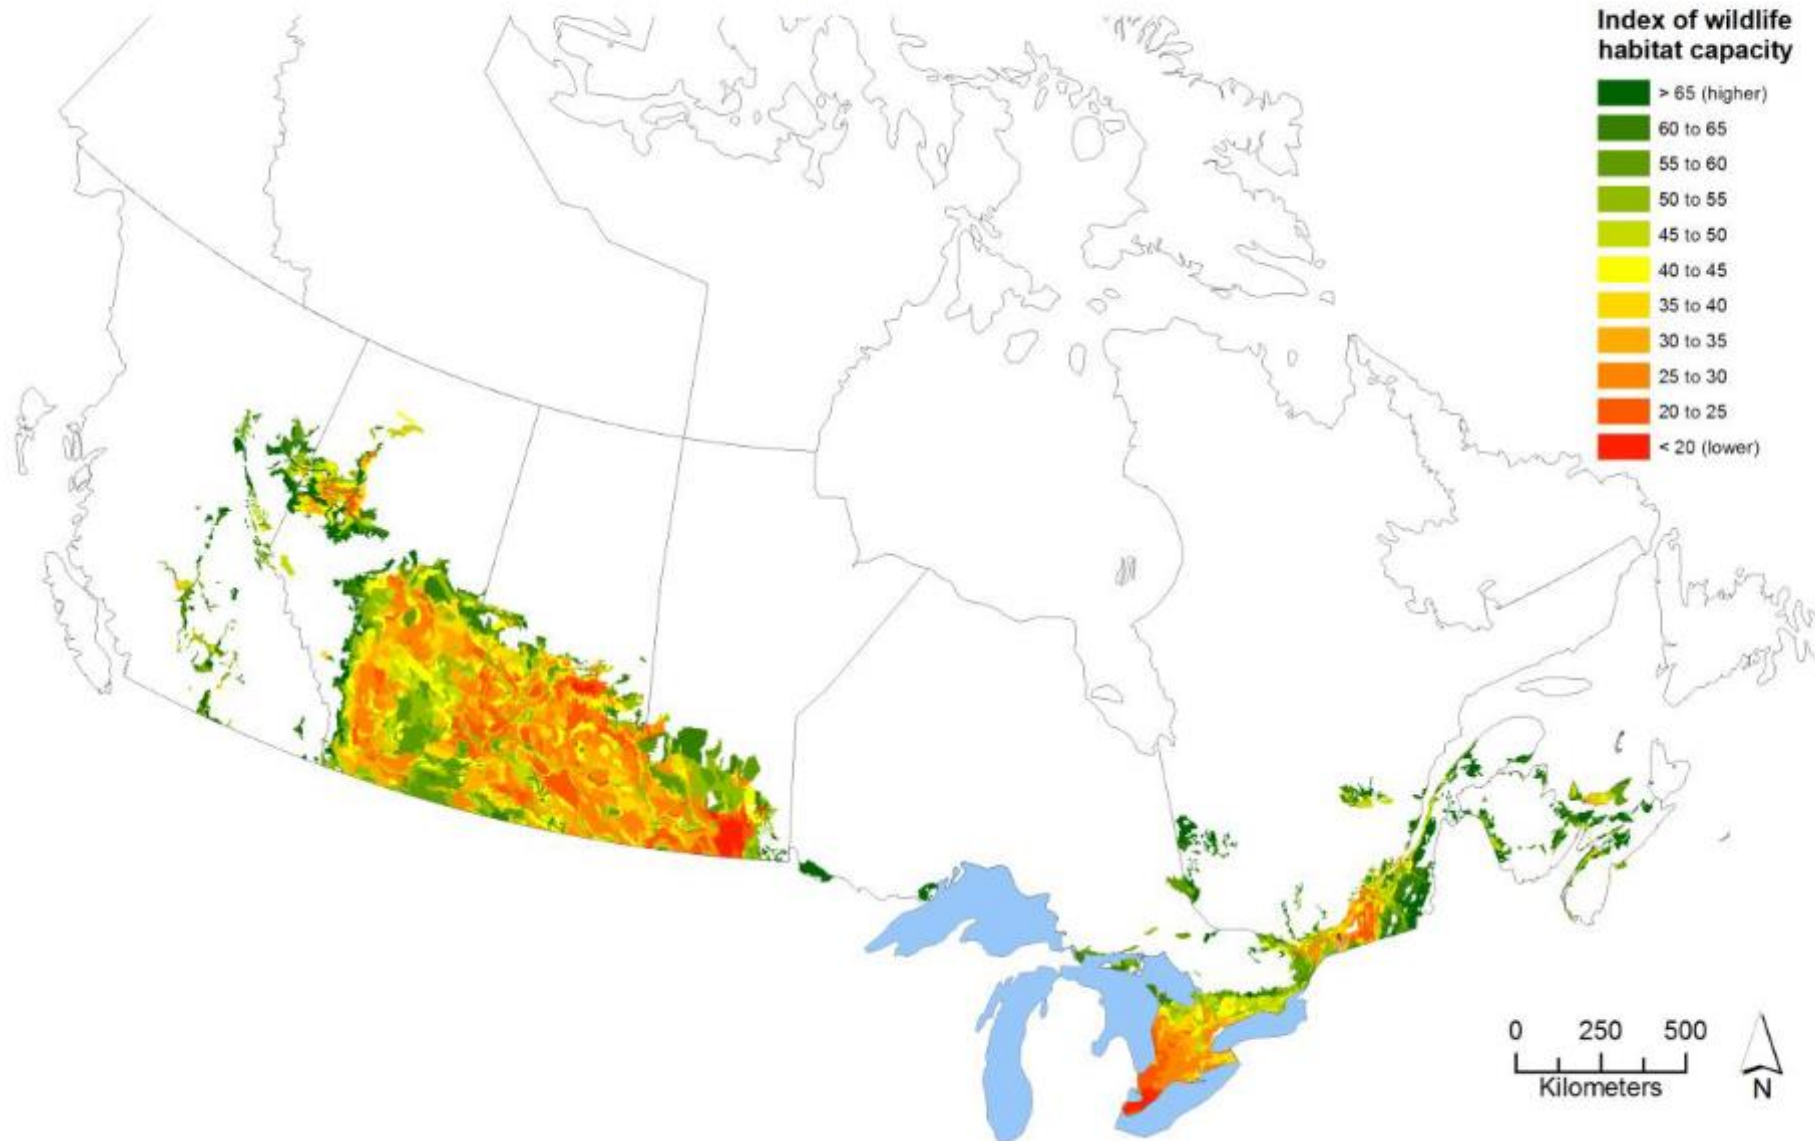 Index of wildlife
habitat capacity
> 65 (higher)
60 to 65
55 to 60
50 to 55
45 to 50
40 to 45
35 to 40
30 to 35
25 to 30
20 to 25
< 20 (lower)
0 250 500
Kilometers
N